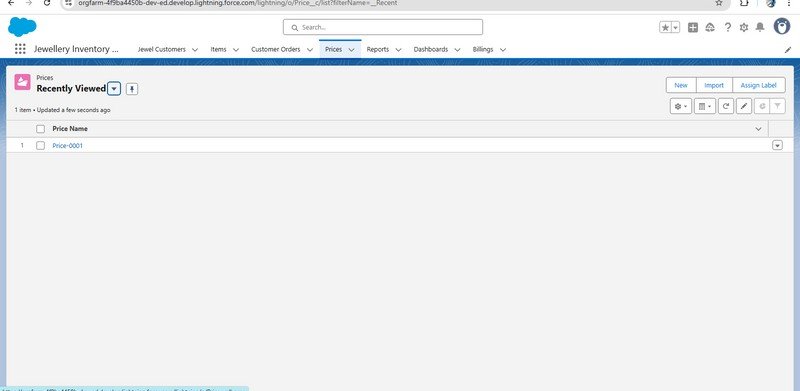 orgfarm-4f9ba4450b-dev-ed.develop.lightning.force.com/lightning/o/Price__c/list?filterName=__Recent
Search...
Jewellery Inventory ... Jewel Customers Items Customer Orders Prices Reports Dashboards Billings
Prices
Recently Viewed
New Import Assign Label
1 item • Updated a few seconds ago
Price Name
1 Price-0001